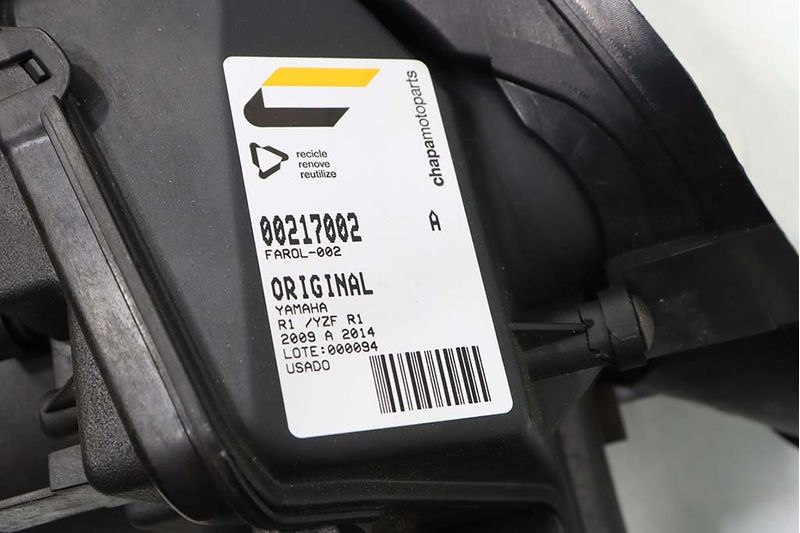 chapamotoparts
recicle
renove
reutilize
00217002 A
FAROL-002
ORIGINAL
YAMAHA
R1 /YZF R1
2009 A 2014
LOTE:000094
USADO